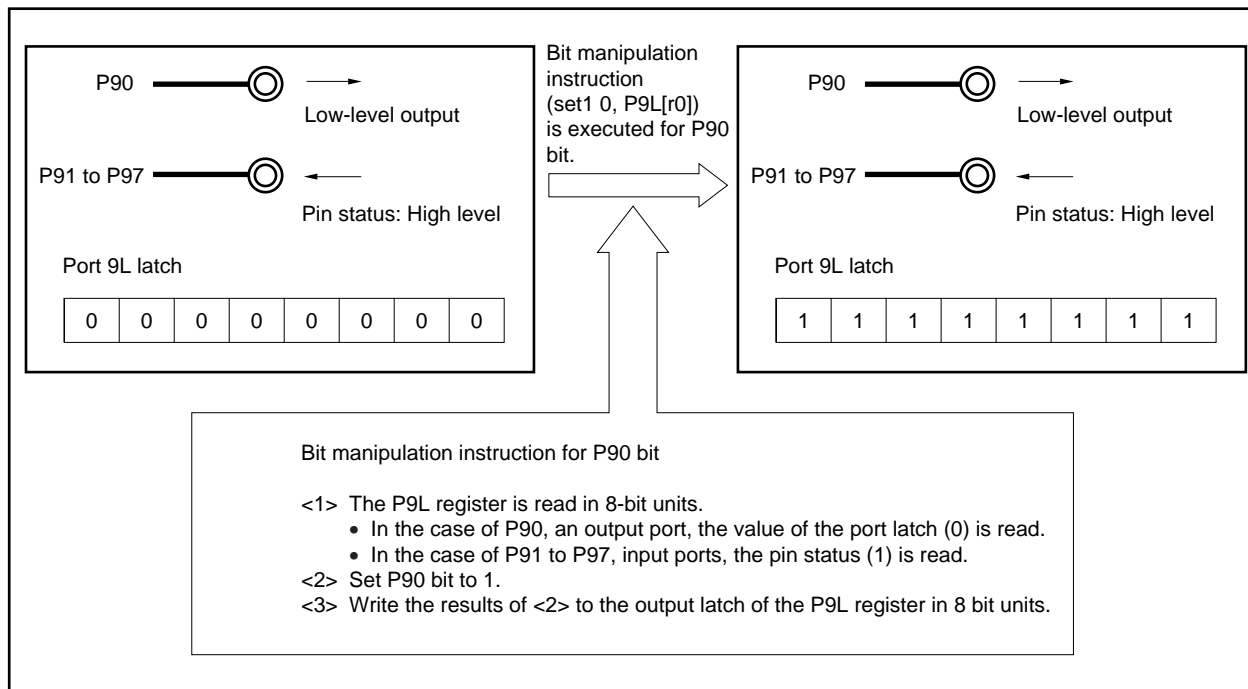 P90
Low-level output
P91 to P97
Pin status: High level
Port 9L latch
0 0 0 0 0 0 0 0
Bit manipulation
instruction
(set1 0, P9L[r0])
is executed for P90
bit.
P90
Low-level output
P91 to P97
Pin status: High level
Port 9L latch
1 1 1 1 1 1 1 1
Bit manipulation instruction for P90 bit
<1> The P9L register is read in 8-bit units.
• In the case of P90, an output port, the value of the port latch (0) is read.
• In the case of P91 to P97, input ports, the pin status (1) is read.
<2> Set P90 bit to 1.
<3> Write the results of <2> to the output latch of the P9L register in 8 bit units.